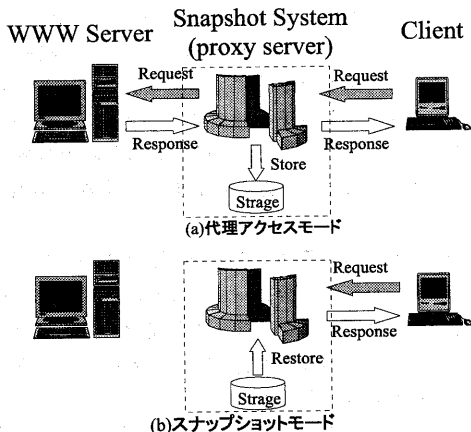 WWW Server
Snapshot System
(proxy server)
Client
Request
Request
Response
Response
Store
Strage
(a)代理アクセスモード
Request
Response
Restore
Strage
(b)スナップショットモード